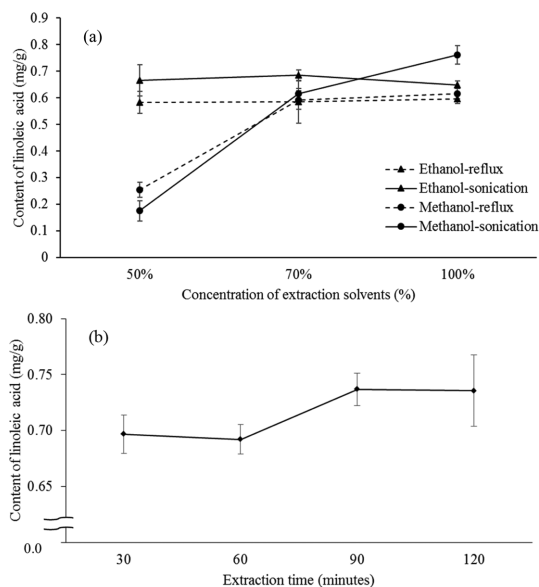 (a)
Content of linoleic acid (mg/g)
0.9
0.8
0.7
0.6
0.5
0.4
0.3
0.2
0.1
0
Ethanol-reflux
Ethanol-sonication
Methanol-reflux
Methanol-sonication
50% 70% 100%
Concentration of extraction solvents (%)
(b)
Content of linoleic acid (mg/g)
0.80
0.75
0.70
0.65
0.0
30 60 90 120
Extraction time (minutes)